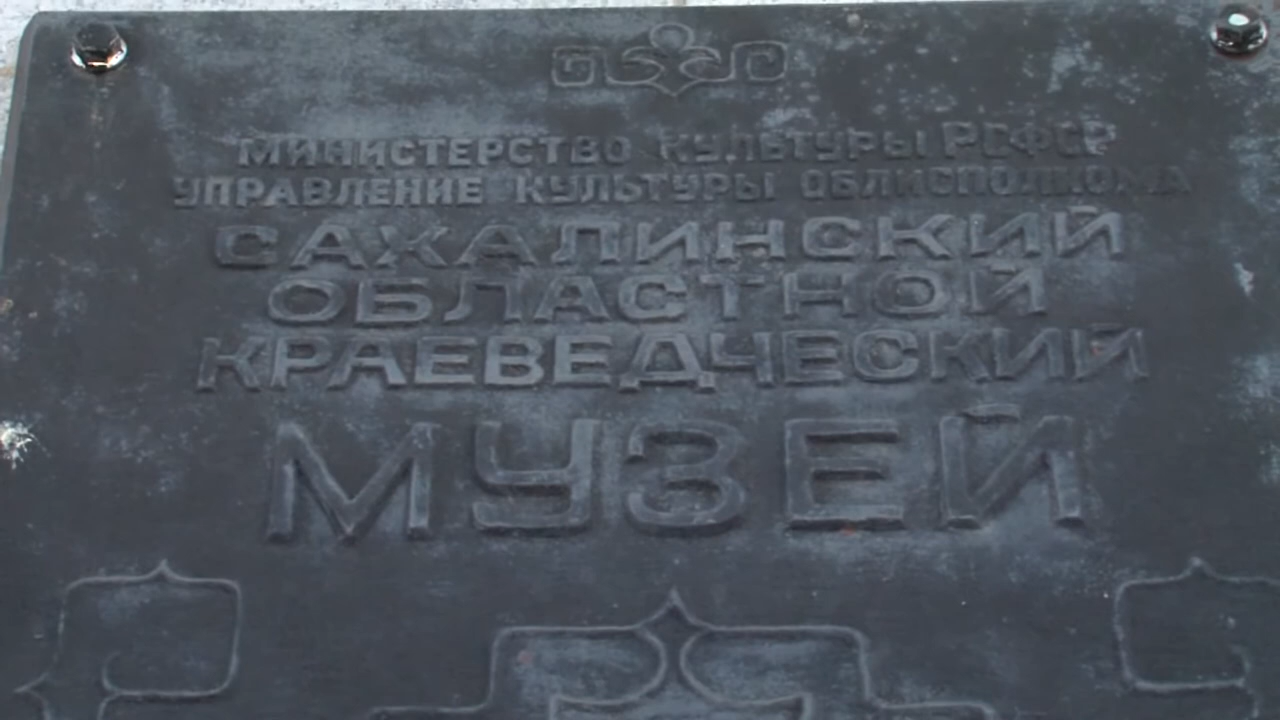 МИНИСТЕРСТВО КУЛЬТУРЫ РСФСР
УПРАВЛЕНИЕ КУЛЬТУРЫ ОБЛИСПОЛКОМА
САХАЛИНСКИЙ
ОБЛАСТНОЙ
КРАЕВЕДЧЕСКИЙ
МУЗЕЙ